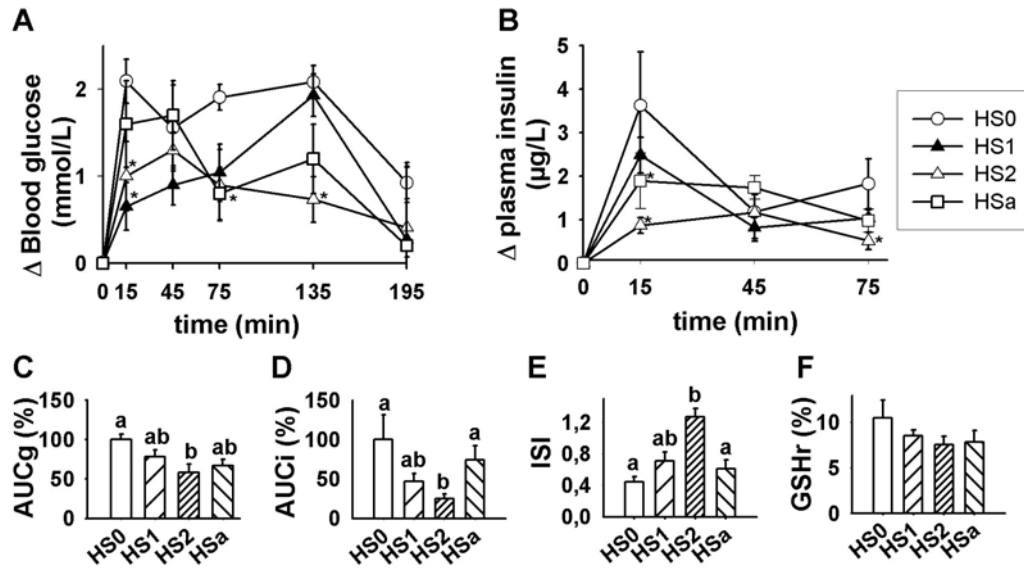 A
Δ Blood glucose
(mmol/L)
2
1
0
*
*
*
*
0 15 45 75 135 195
time (min)
B
Δ plasma insulin
(µg/L)
5
4
3
2
1
0
*
*
*
0 15 45 75
time (min)
HS0
HS1
HS2
HSa
C
AUCg (%)
150
100
50
0
a ab b ab
HS0 HS1 HS2 HSa
D
AUCi (%)
150
100
50
0
a ab b a
HS0 HS1 HS2 HSa
E
ISI
1,2
0,8
0,4
0,0
a ab b a
HS0 HS1 HS2 HSa
F
GSHr (%)
10
5
0
HS0 HS1 HS2 HSa